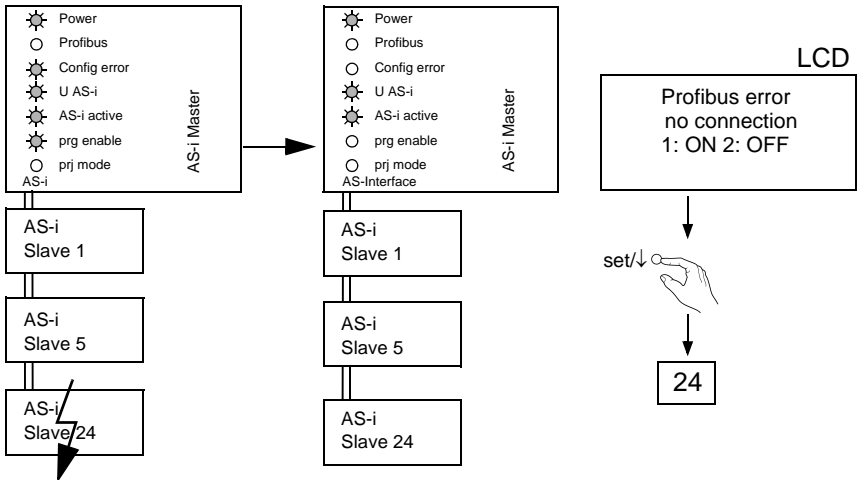 Power
Profibus
Config error
U AS-i
AS-i active
prg enable
prj mode
AS-i
AS-i Master
AS-i
Slave 1
AS-i
Slave 5
AS-i
Slave 24
Power
Profibus
Config error
U AS-i
AS-i active
prg enable
prj mode
AS-Interface
AS-i Master
AS-i
Slave 1
AS-i
Slave 5
AS-i
Slave 24
LCD
Profibus error
no connection
1: ON 2: OFF
set/↓
24